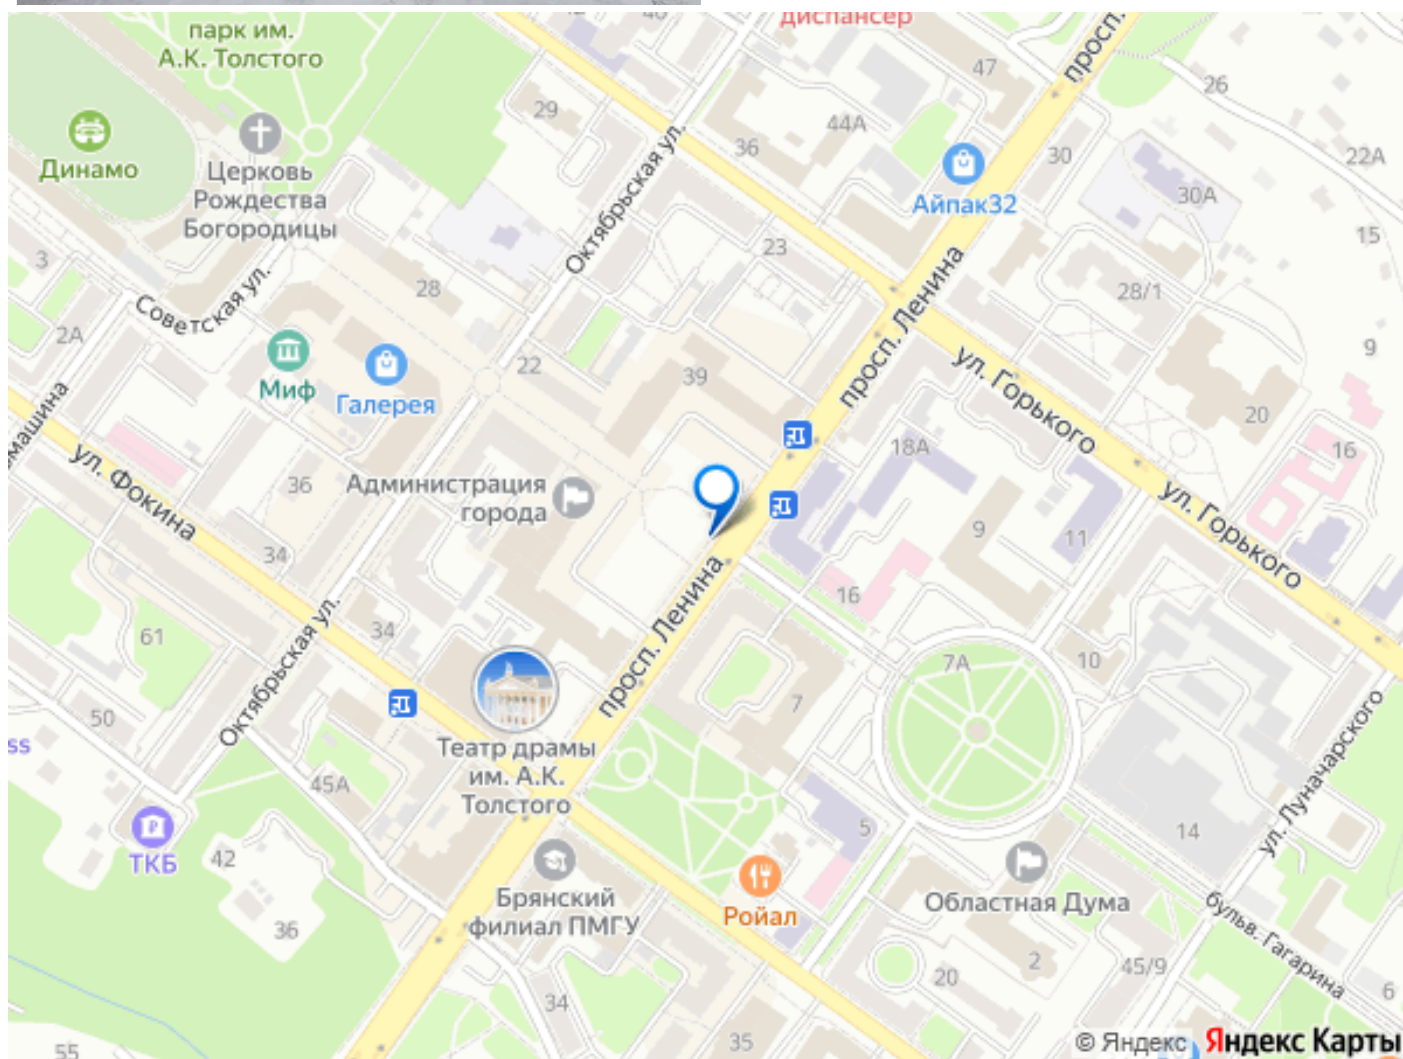 диспансер
парк им.
А.К. Толстого
просп.
47
26
29
44А
36
30
22А
Динамо
Церковь
Рождества
Богородицы
Октябрьская ул.
Айпак32
30А
15
3
23
28
Советская ул.
просп. Ленина
28/1
2А
Миф
Галерея
22
39
ул. Горького
9
20
18А
16
ул. Фокина
36
Администрация
города
9
11
ул. Горького
34
16
34
61
Октябрьская ул.
просп. Ленина
7А
10
7
50
ss
45А
Театр драмы
им. А.К.
Толстого
ул. Луначарского
ТКБ
42
5
14
36
Брянский
филиал ПМГУ
Ройал
Областная Дума
бульв. Гагарина
20
2
45/9
6
34
35
55
© Яндекс Яндекс Карты